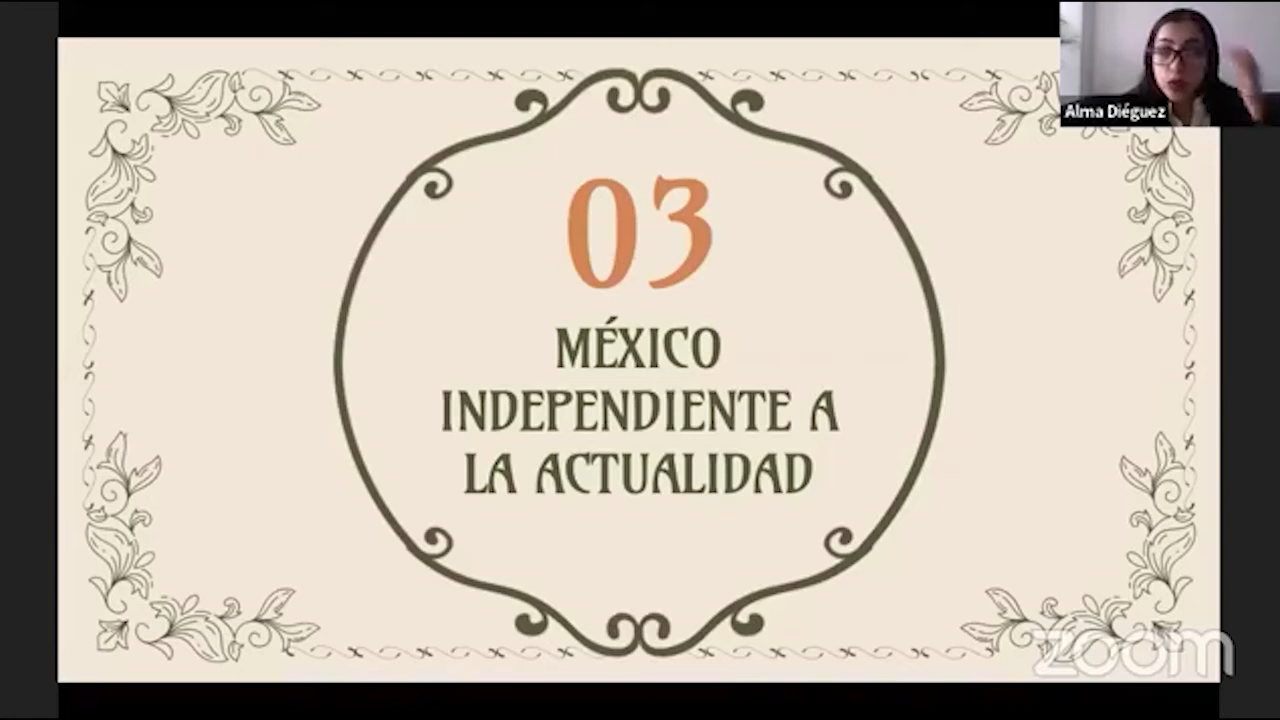 Alma Diéguez
03
MÉXICO
INDEPENDIENTE A
LA ACTUALIDAD
zoom